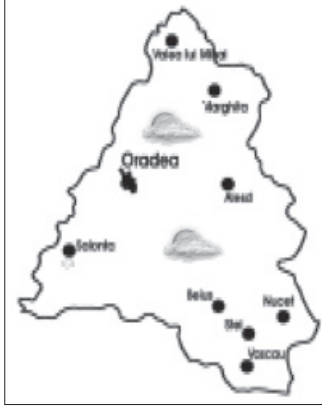 Valea lui Mihai
Marghita
Oradea
Alesd
Salonta
Beius
Nucet
Stei
Vascau